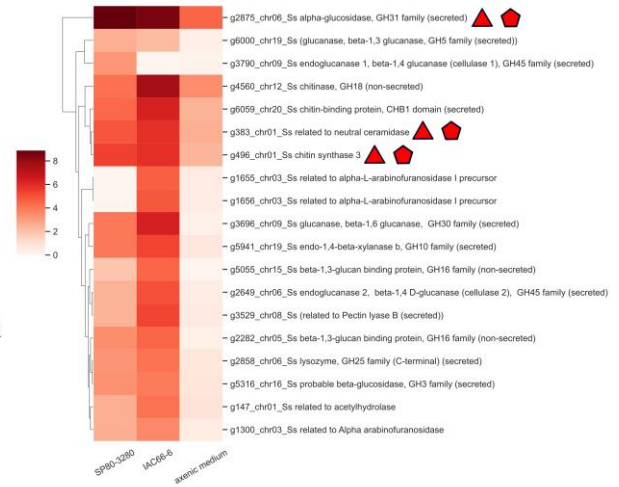 g2875_chr06_Ss alpha-glucosidase, GH31 family (secreted)
g6000_chr19_Ss (glucanase, beta-1,3 glucanase, GH5 family (secreted))
g3790_chr09_Ss endoglucanase 1, beta-1,4 glucanase (cellulase 1), GH45 family (secreted)
g4560_chr12_Ss chitinase, GH18 (non-secreted)
g6059_chr20_Ss chitin-binding protein, CHB1 domain (secreted)
g383_chr01_Ss related to neutral ceramidase
g496_chr01_Ss chitin synthase 3
g1655_chr03_Ss related to alpha-L-arabinofuranosidase I precursor
g1656_chr03_Ss related to alpha-L-arabinofuranosidase I precursor
g3696_chr09_Ss glucanase, beta-1,6 glucanase, GH30 family (secreted)
g5941_chr19_Ss endo-1,4-beta-xylanase b, GH10 family (secreted)
g5055_chr15_Ss beta-1,3-glucan binding protein, GH16 family (non-secreted)
g2649_chr06_Ss endoglucanase 2, beta-1,4 D-glucanase (cellulase 2), GH45 family (secreted)
g3529_chr08_Ss (related to Pectin lyase B (secreted))
g2282_chr05_Ss beta-1,3-glucan binding protein, GH16 family (non-secreted)
g2858_chr06_Ss lysozyme, GH25 family (C-terminal) (secreted)
g5316_chr16_Ss probable beta-glucosidase, GH3 family (secreted)
g147_chr01_Ss related to acetylhydrolase
g1300_chr03_Ss related to Alpha arabinofuranosidase
8
6
4
2
0
SP80-3280
IAC66-6
axenic medium